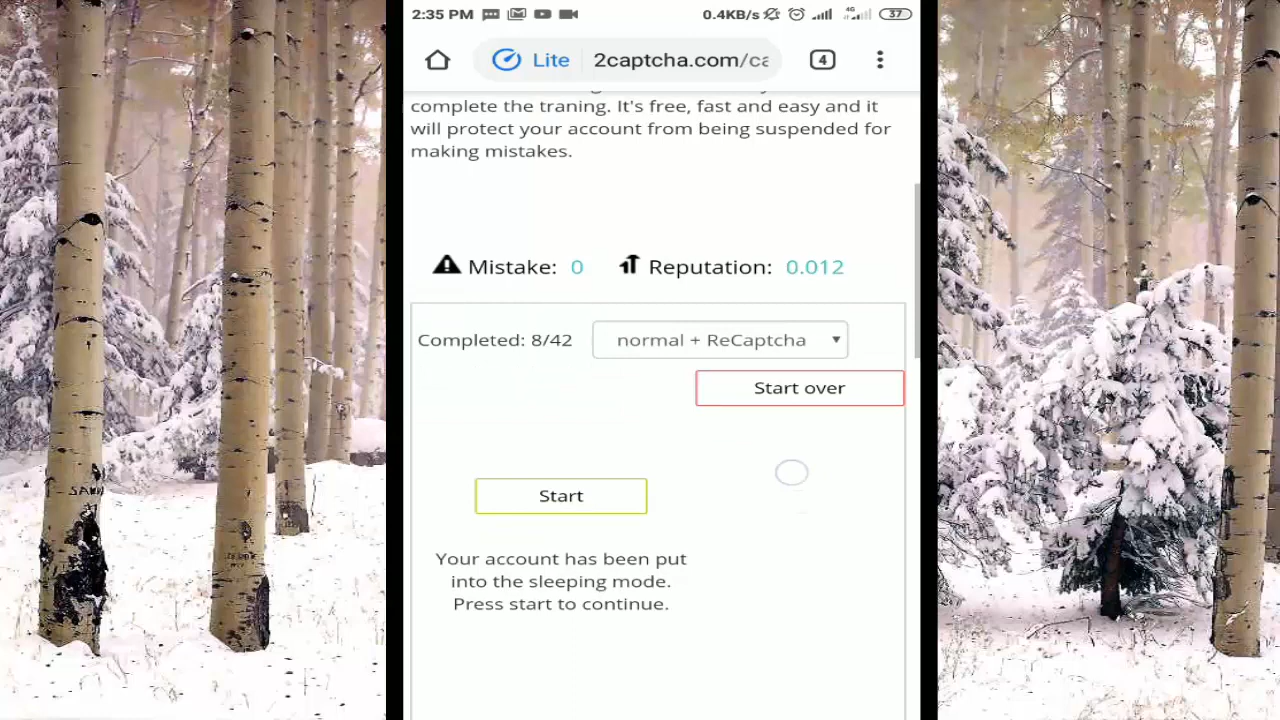 2:35 PM 0.4KB/s 4G 37
Lite 2captcha.com/ca 4
complete the traning. It's free, fast and easy and it
will protect your account from being suspended for
making mistakes.
Mistake: 0 Reputation: 0.012
Completed: 8/42 normal + ReCaptcha
Start over
Start
Your account has been put
into the sleeping mode.
Press start to continue.